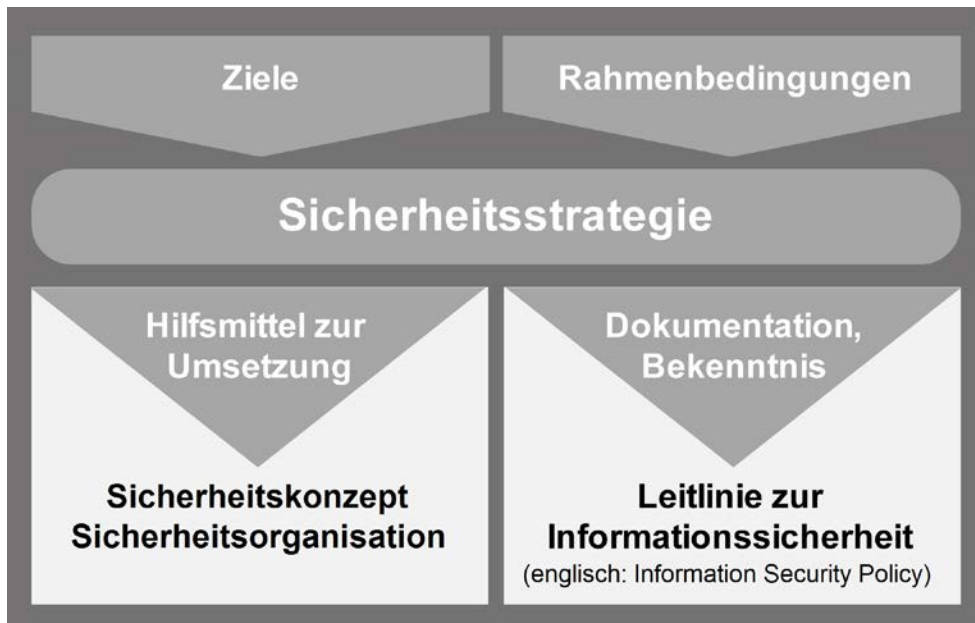 Ziele
Rahmenbedingungen
Sicherheitsstrategie
Hilfsmittel zur
Umsetzung
Dokumentation,
Bekenntnis
Sicherheitskonzept
Sicherheitsorganisation
Leitlinie zur
Informationssicherheit
(englisch: Information Security Policy)